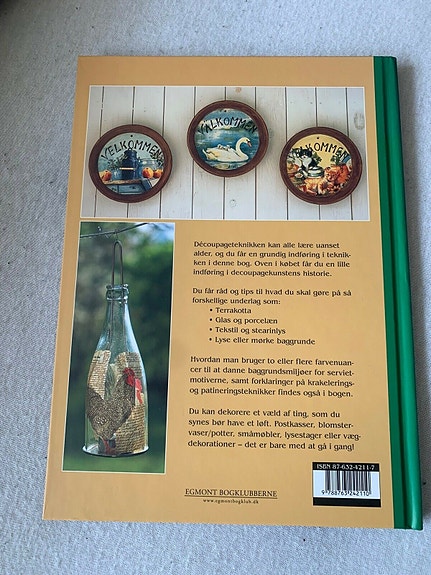 VELKOMMEN
VALKOMMEN
VELKOMMEN
Découpageteknikken kan alle lære uanset
alder, og du får en grundig indføring i teknik-
ken i denne bog. Oven i købet får du en lille
indføring i decoupagekunstens historie.
Du får råd og tips til hvad du skal gøre på så
forskellige underlag som:
• Terrakotta
• Glas og porcelæn
• Tekstil og stearinlys
• Lyse eller mørke baggrunde
Hvordan man bruger to eller flere farvenuan-
cer til at danne baggrundsmiljøer for serviet-
motiverne, samt forklaringer på krakelerings-
og patineringsteknikker findes også i bogen.
Du kan dekorere et væld af ting, som du
synes bør have et løft. Postkasser, blomster-
vaser/potter, småmøbler, lysestager eller væg-
dekorationer – det er bare med at gå i gang!
ISBN 87-632-4211-7
9 788763 242110
EGMONT BOGKLUBBERNE
www.egmontbogklub.dk